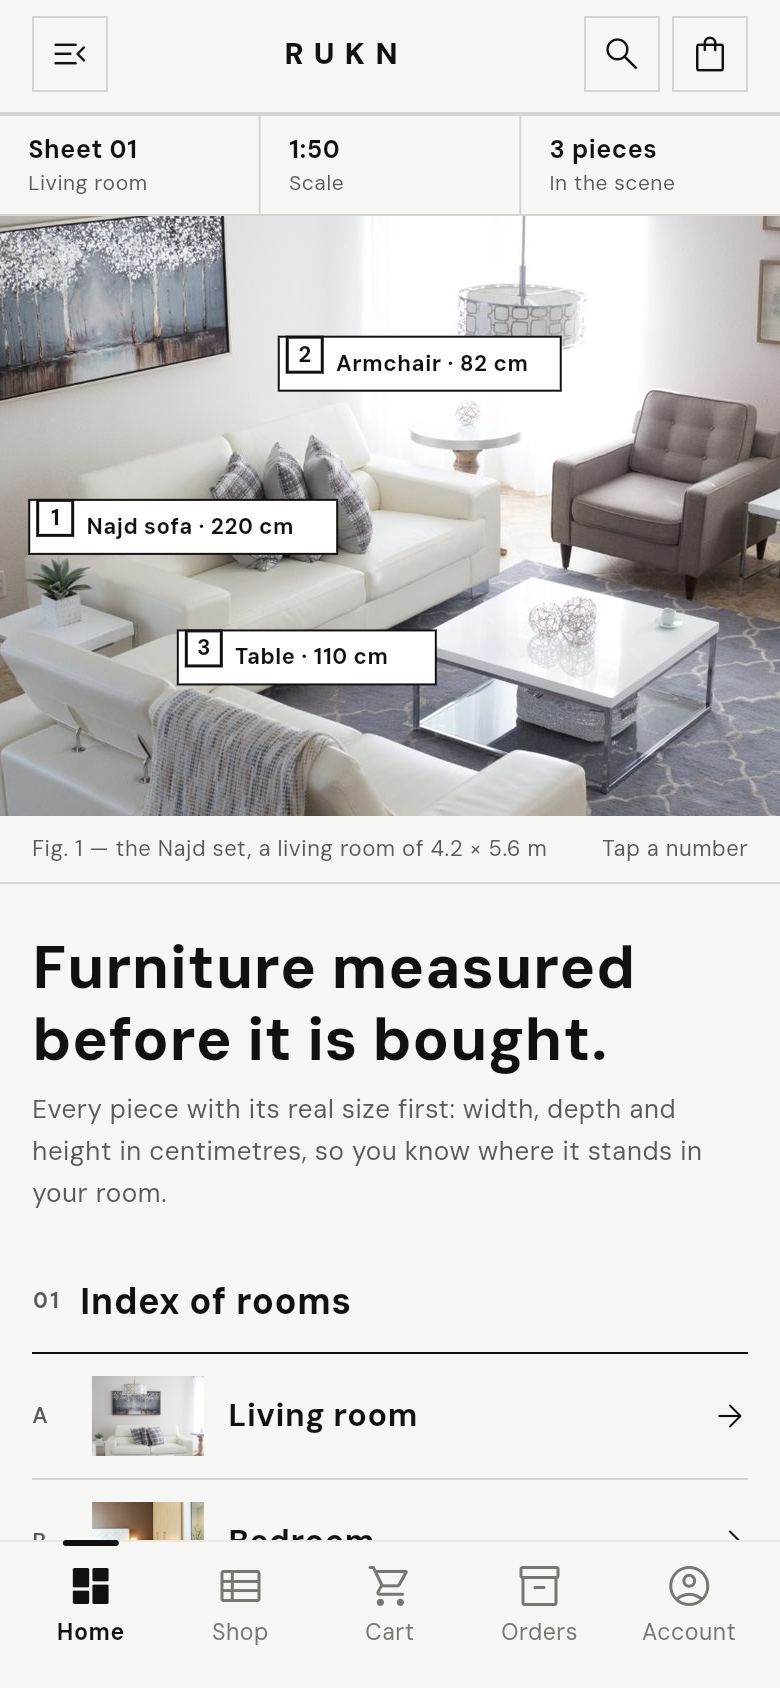 RUKN
Sheet 01
Living room
1:50
Scale
3 pieces
In the scene
2 Armchair · 82 cm
1 Najd sofa · 220 cm
3 Table · 110 cm
Fig. 1 — the Najd set, a living room of 4.2 × 5.6 m
Tap a number
Furniture measured
before it is bought.
Every piece with its real size first: width, depth and
height in centimetres, so you know where it stands in
your room.
01 Index of rooms
A Living room
B Bedroom
Home
Shop
Cart
Orders
Account